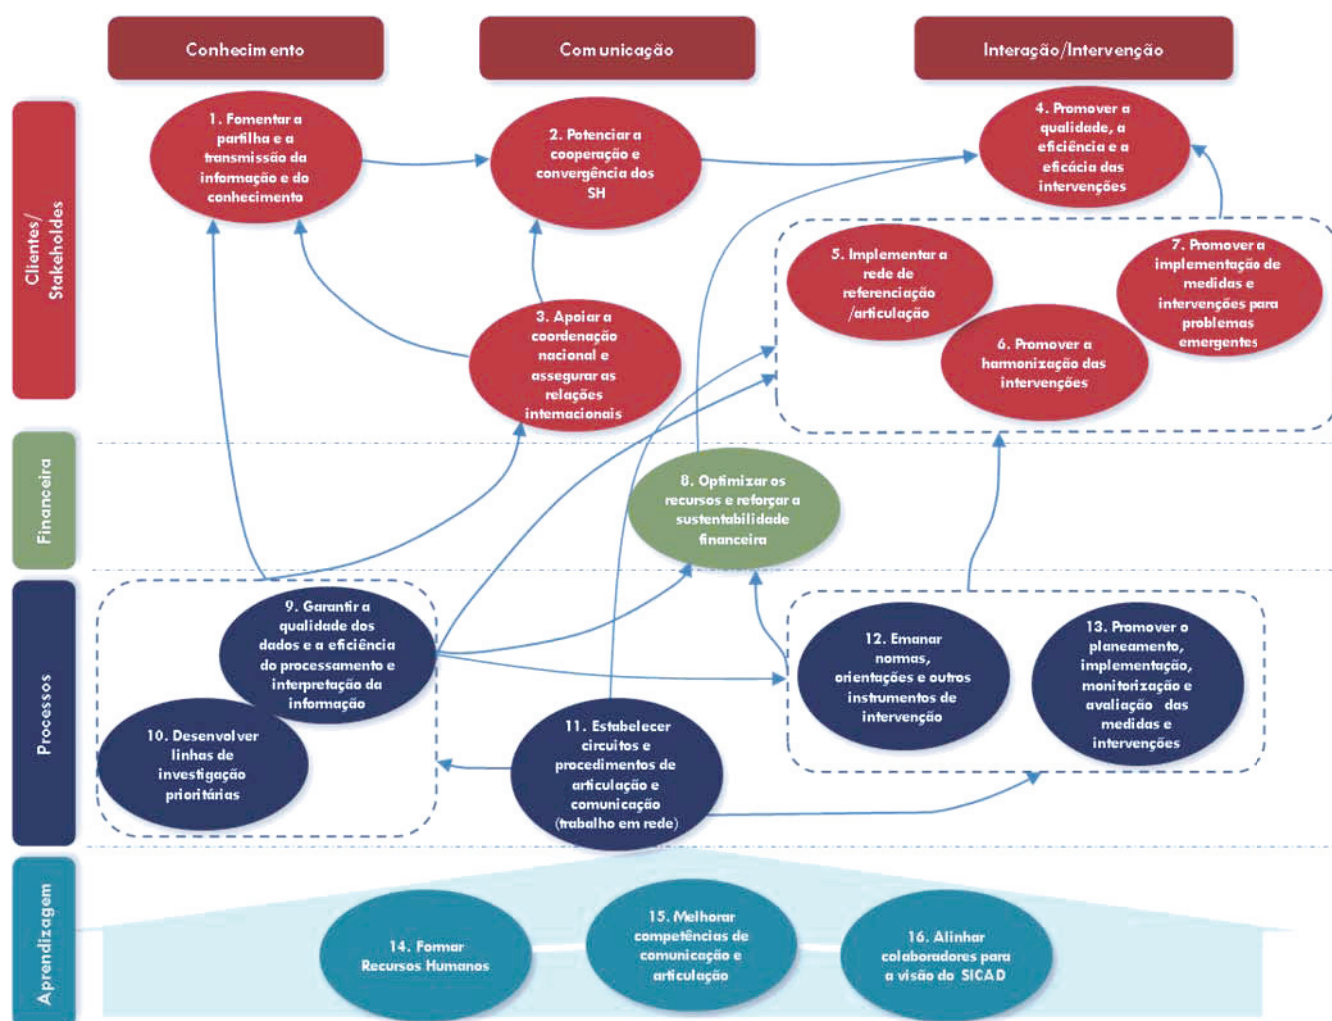 Conhecimento
Comunicação
Interação/Intervenção
Clientes/
Stakeholdes
1. Fomentar a
partilha e a
transmissão da
informação e do
conhecimento
2. Potenciar a
cooperação e
convergência dos
SH
3. Apoiar a
coordenação
nacional e
assegurar as
relações
internacionais
4. Promover a
qualidade, a
eficiência e a
eficácia das
intervenções
5. Implementar a
rede de
referenciação
/articulação
6. Promover a
harmonização das
intervenções
7. Promover a
implementação de
medidas e
intervenções para
problemas
emergentes
Financeira
8. Optimizar os
recursos e reforçar a
sustentabilidade
financeira
Processos
9. Garantir a
qualidade dos
dados e a eficiência
do processamento e
interpretação da
informação
10. Desenvolver
linhas de
investigação
prioritárias
11. Estabelecer
circuitos e
procedimentos de
articulação e
comunicação
(trabalho em rede)
12. Emanar
normas,
orientações e outros
instrumentos de
intervenção
13. Promover o
planeamento,
implementação,
monitorização e
avaliação das
medidas e
intervenções
Aprendizagem
14. Formar
Recursos Humanos
15. Melhorar
competências de
comunicação e
articulação
16. Alinhar
colaboradores para
a visão do SICAD